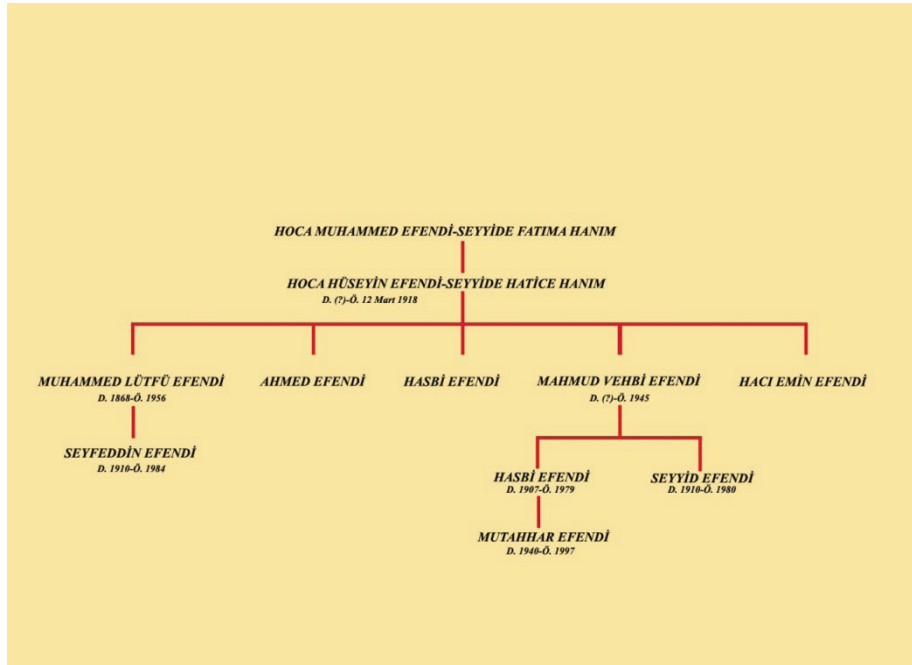 HOCA MUHAMMED EFENDİ-SEYYİDE FATIMA HANIM
HOCA HÜSEYİN EFENDİ-SEYYİDE HATİCE HANIM
D. (?)-Ö. 12 Mart 1918
MUHAMMED LÜTFÜ EFENDİ
D. 1868-Ö. 1956
AHMED EFENDİ
HASBİ EFENDİ
MAHMUD VEHBİ EFENDİ
D. (?)-Ö. 1945
HACI EMİN EFENDİ
SEYFEDDİN EFENDİ
D. 1910-Ö. 1984
HASBİ EFENDİ
D. 1907-Ö. 1979
SEYYİD EFENDİ
D. 1910-Ö. 1980
MUTAHHAR EFENDİ
D. 1940-Ö. 1997